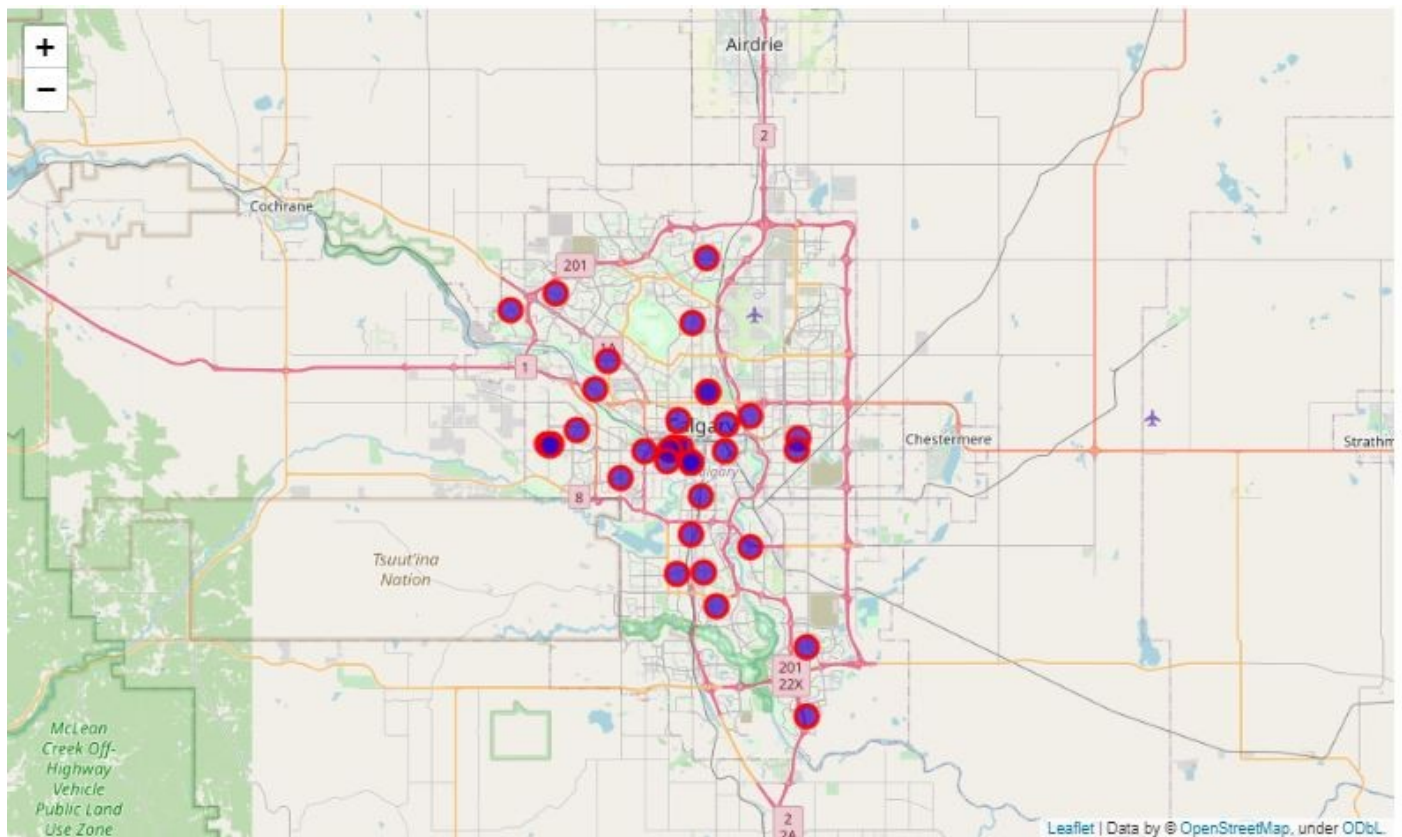 +
−
Airdrie
2
Cochrane
201
1A
1
Calgary
Chestermere
Strathm
Calgary
8
Tsuut'ina
Nation
201
22X
McLean
Creek Off-
Highway
Vehicle
Public Land
Use Zone
2
2A
Leaflet | Data by © OpenStreetMap, under ODbL.